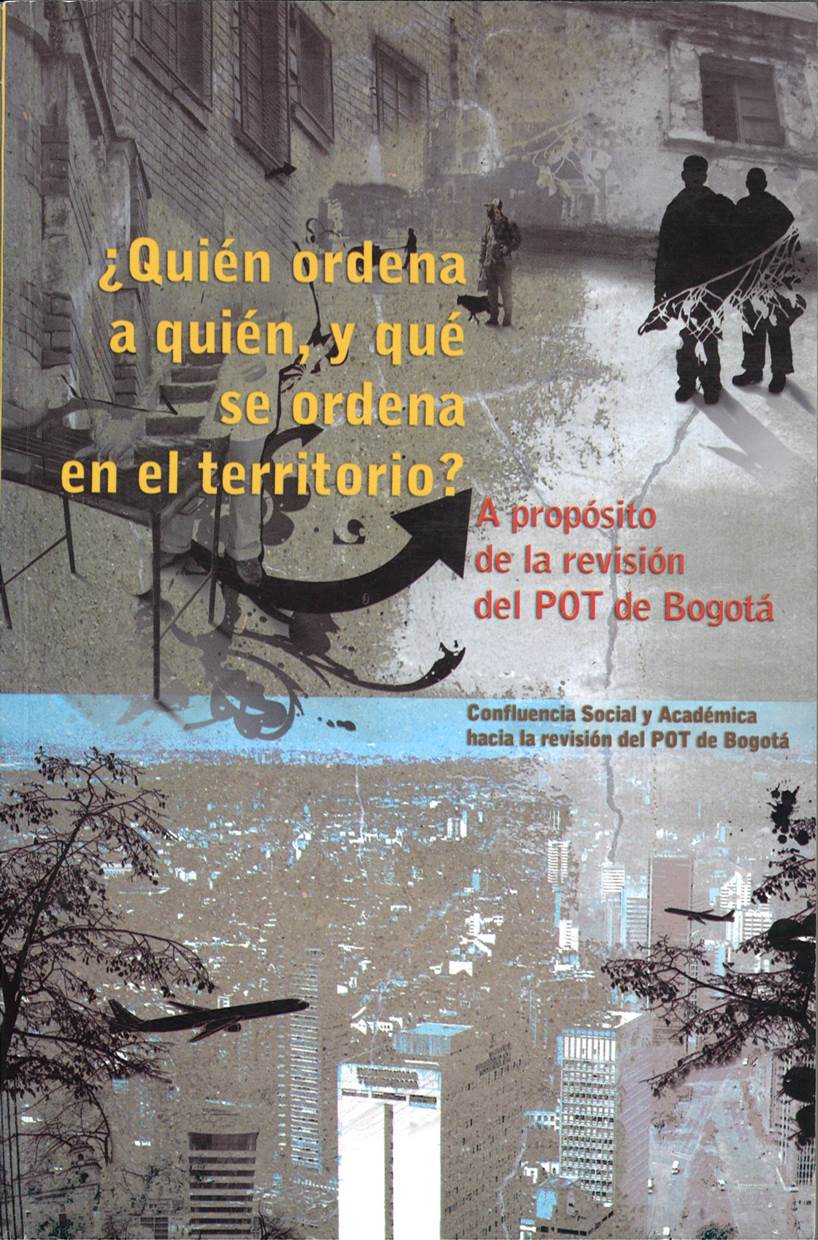 ¿Quién ordena
a quién, y qué
se ordena
en el territorio?
A propósito
de la revisión
del POT de Bogotá
Confluencia Social y Académica
hacia la revisión del POT de Bogotá